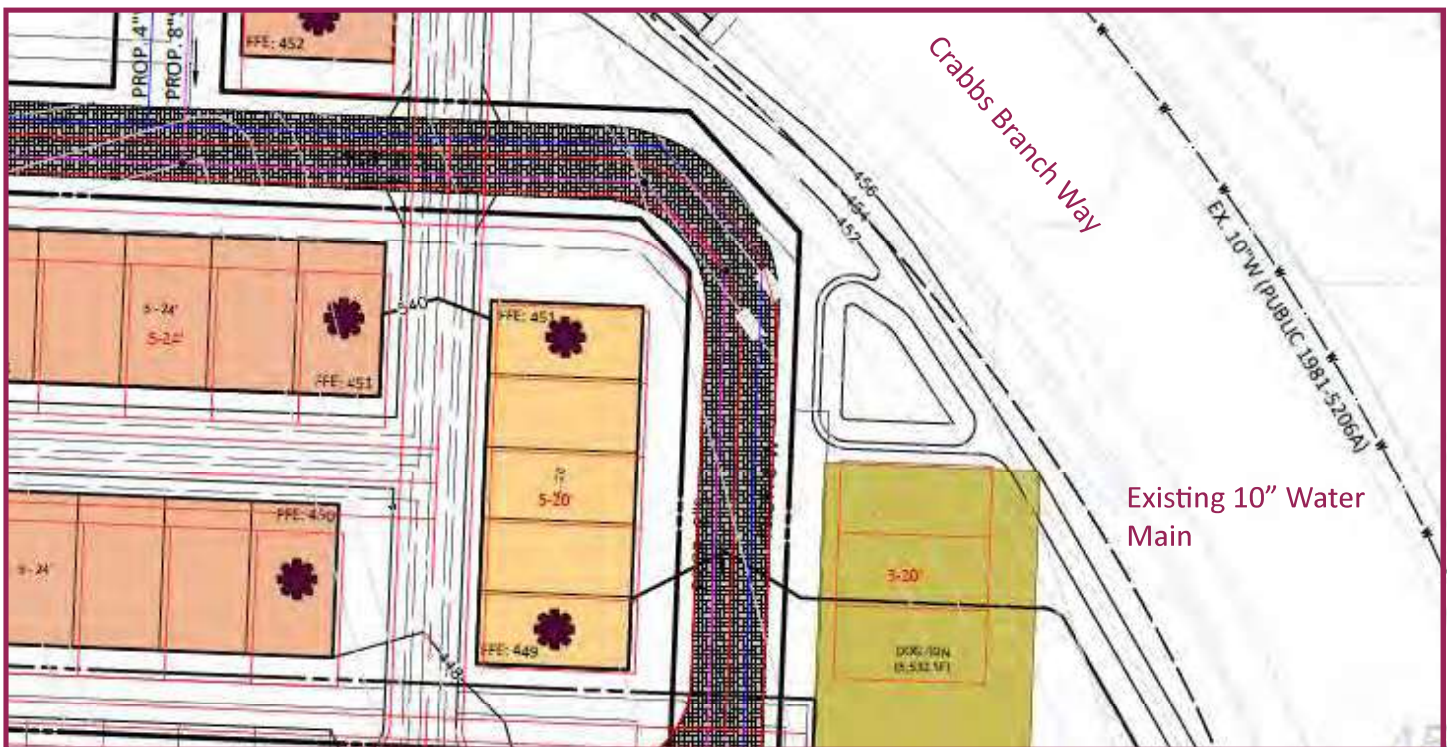 PROP. 4"
PROP. 8"
FFE: 452
Crabbs Branch Way
456
454
452
EX. 10"W (PUBLIC 1981-5206A)
W
W
W
W
W
W
W
540
FFE: 451
5 - 24'
5-24'
FFE: 451
5-20'
FFE: 450
Existing 10” Water
Main
5-20'
DOG RUN
FFE: 449
448